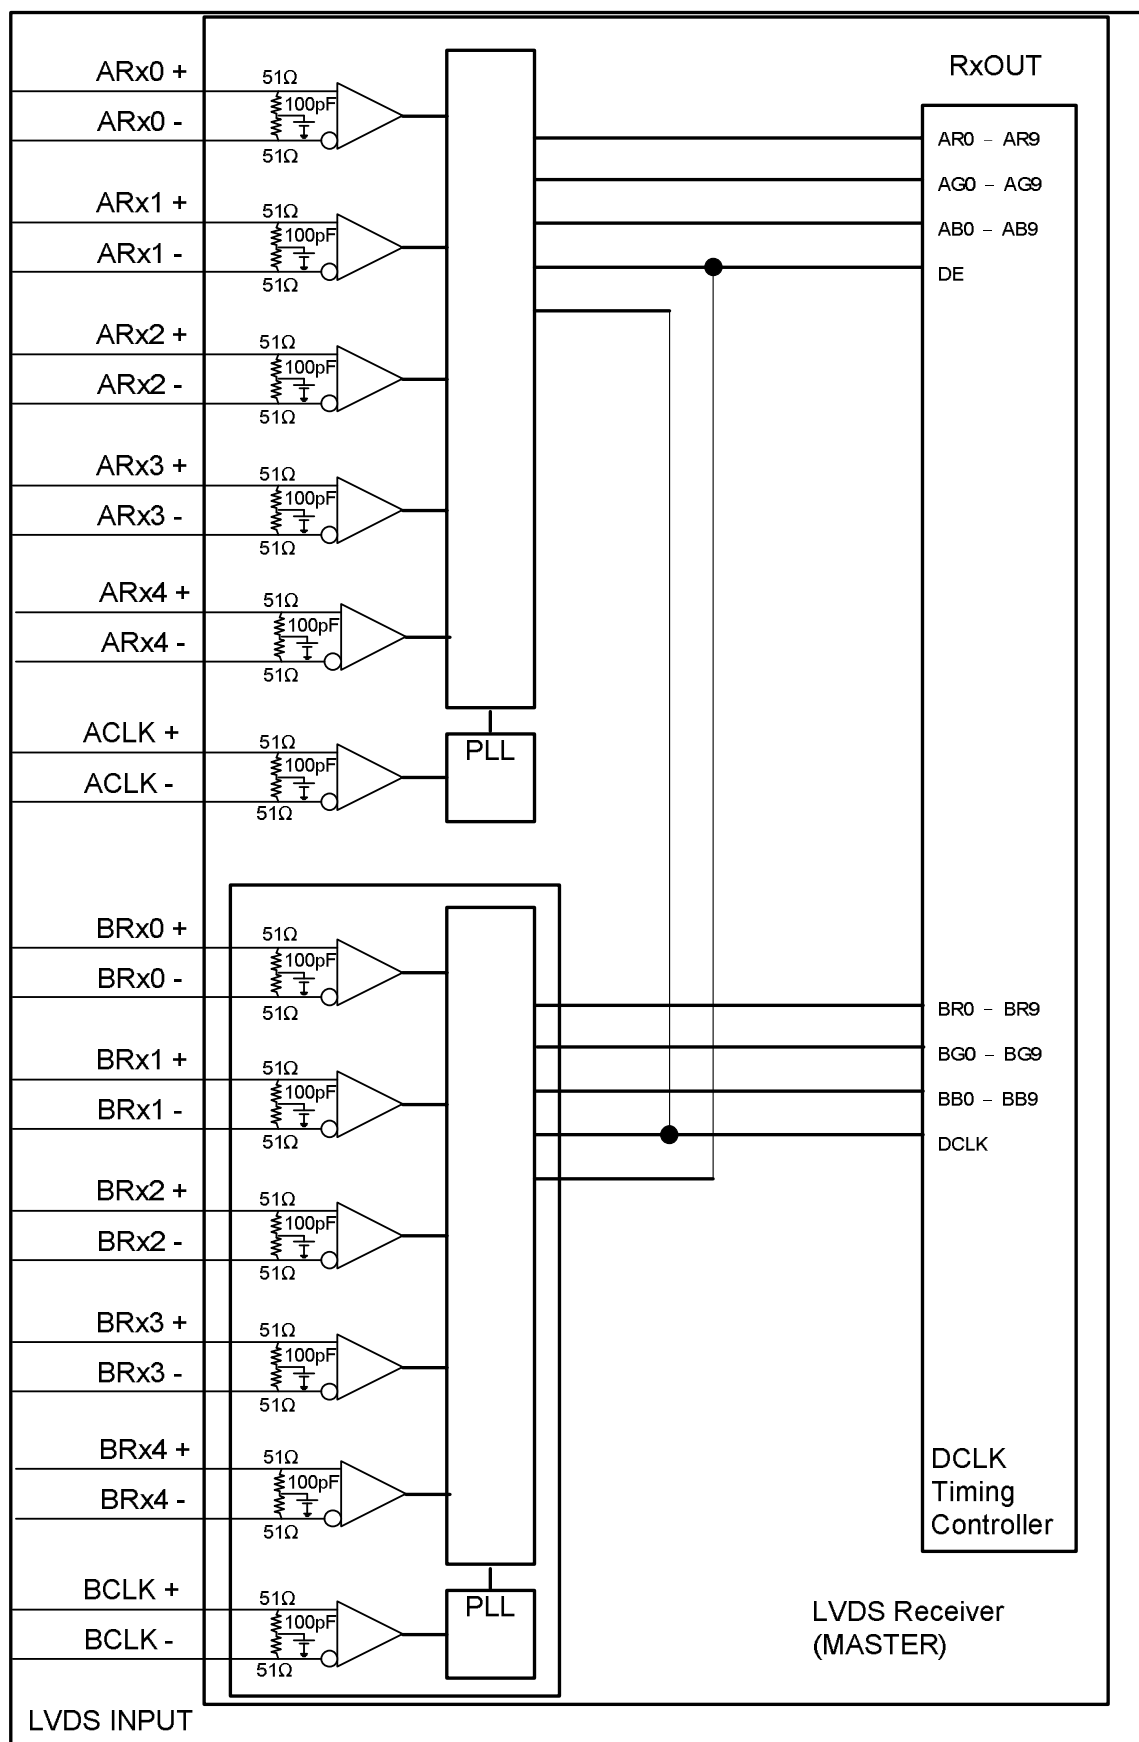 RxOUT
ARx0 +
51Ω
100pF
ARx0 -
51Ω
AR0 – AR9
AG0 – AG9
ARx1 +
51Ω
100pF
AB0 – AB9
ARx1 -
51Ω
DE
ARx2 +
51Ω
100pF
ARx2 -
51Ω
ARx3 +
51Ω
100pF
ARx3 -
51Ω
ARx4 +
51Ω
100pF
ARx4 -
51Ω
ACLK +
51Ω
PLL
100pF
ACLK -
51Ω
BRx0 +
51Ω
100pF
BRx0 -
51Ω
BR0 – BR9
BG0 – BG9
BRx1 +
51Ω
100pF
BB0 – BB9
BRx1 -
51Ω
DCLK
BRx2 +
51Ω
100pF
BRx2 -
51Ω
BRx3 +
51Ω
100pF
BRx3 -
51Ω
BRx4 +
51Ω
100pF
BRx4 -
51Ω
DCLK
Timing
Controller
BCLK +
51Ω
PLL
100pF
BCLK -
51Ω
LVDS Receiver
(MASTER)
LVDS INPUT